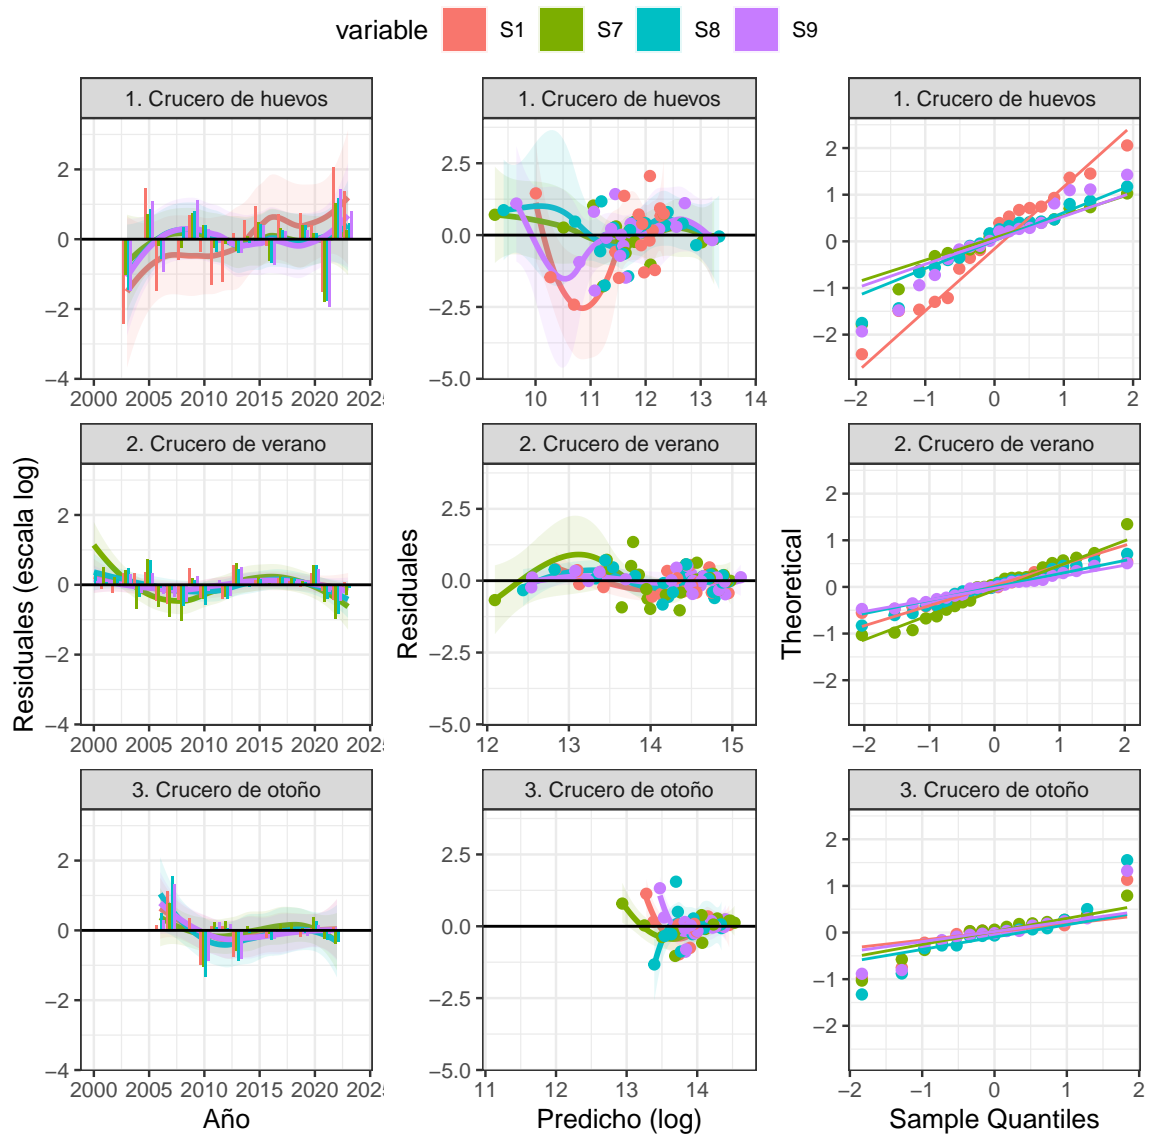 variable S1 S7 S8 S9
1. Crucero de huevos 1. Crucero de huevos 1. Crucero de huevos
2 2.5 2
0 0.0 1
−2 −2.5 0
−4 −5.0 −1
−2
2000 2005 2010 2015 2020 2025 10 11 12 13 14 −2 −1 0 1 2
2. Crucero de verano 2. Crucero de verano 2. Crucero de verano
Residuales (escala log)
2
0
−2
−4
2000 2005 2010 2015 2020 2025
Residuales
2.5
0.0
−2.5
−5.0
12 13 14 15
Theoretical
2
1
0
−1
−2
−2 −1 0 1 2
3. Crucero de otoño 3. Crucero de otoño 3. Crucero de otoño
2 2.5 2
0 0.0 1
−2 −2.5 0
−4 −5.0 −1
−2
2000 2005 2010 2015 2020 2025 11 12 13 14 −2 −1 0 1 2
Año Predicho (log) Sample Quantiles